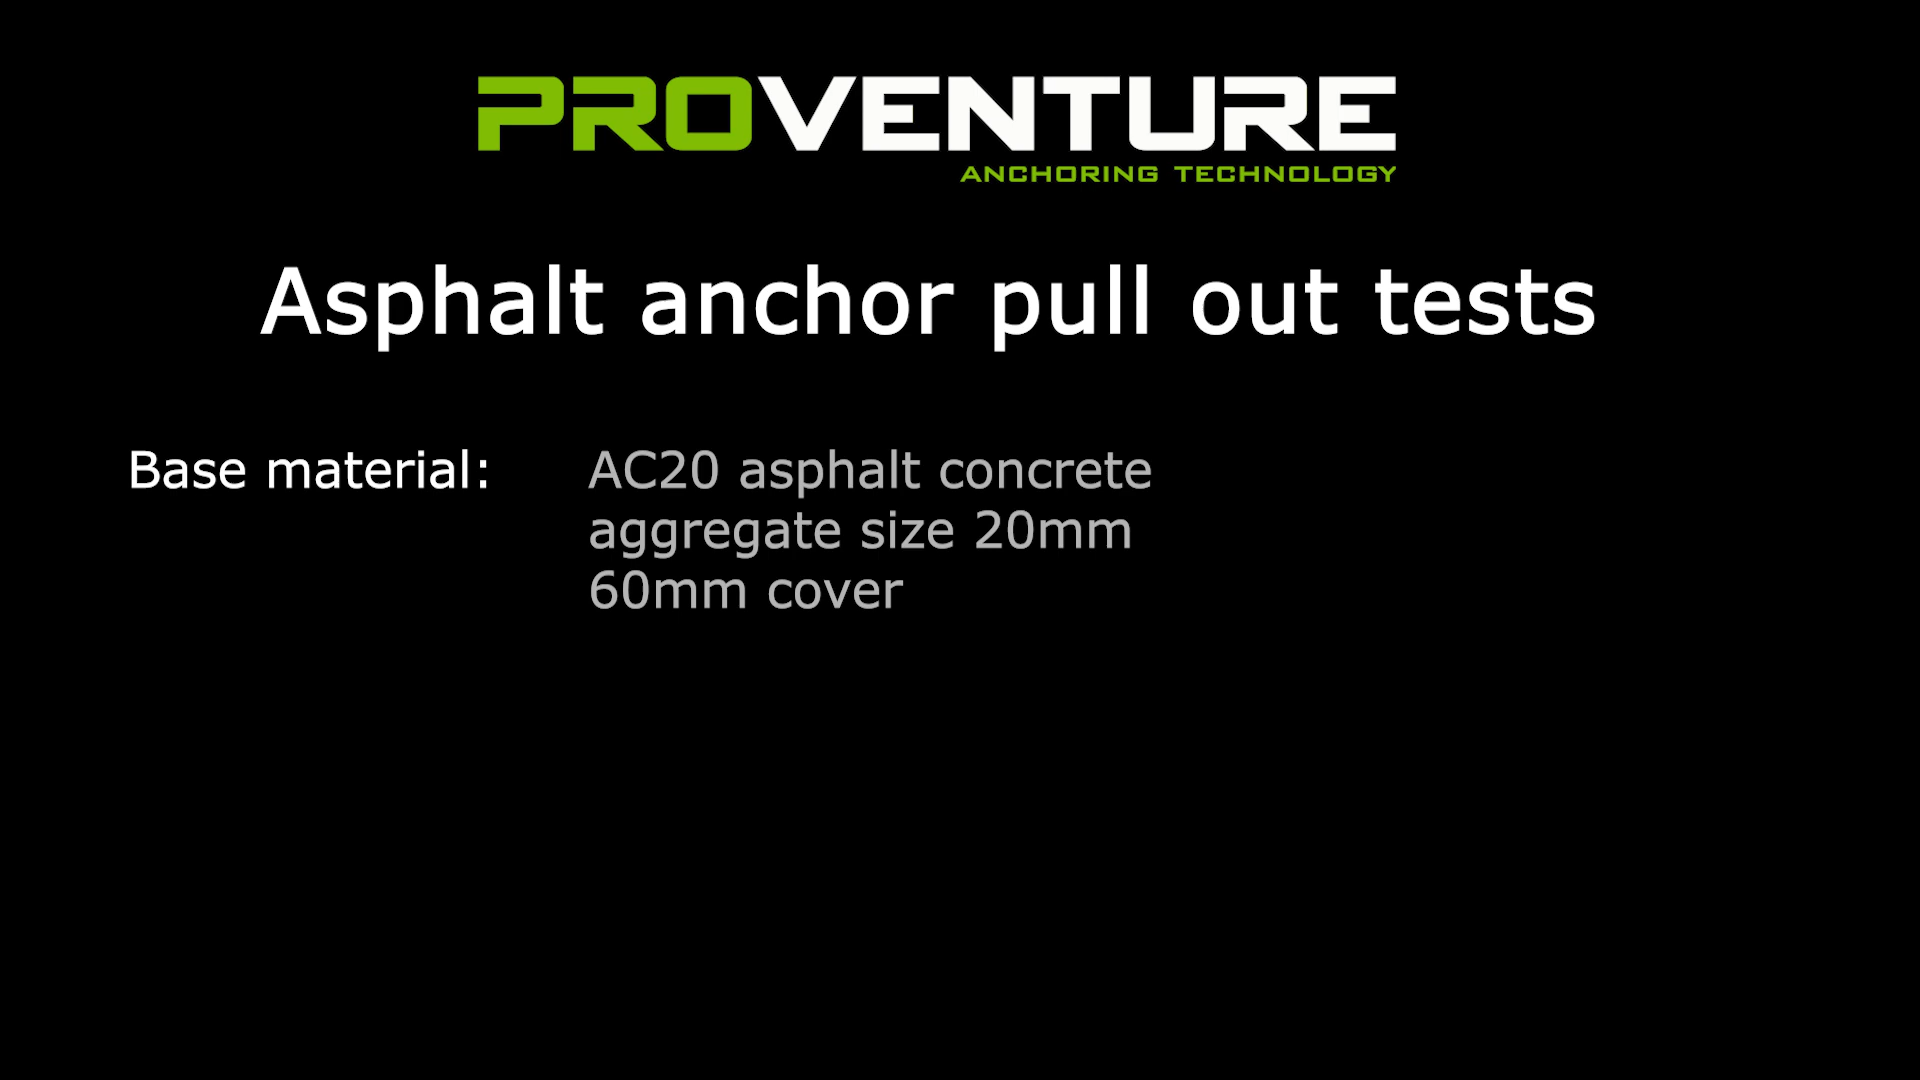 PROVENTURE
ANCHORING TECHNOLOGY
Asphalt anchor pull out tests
Base material: AC20 asphalt concrete
aggregate size 20mm
60mm cover